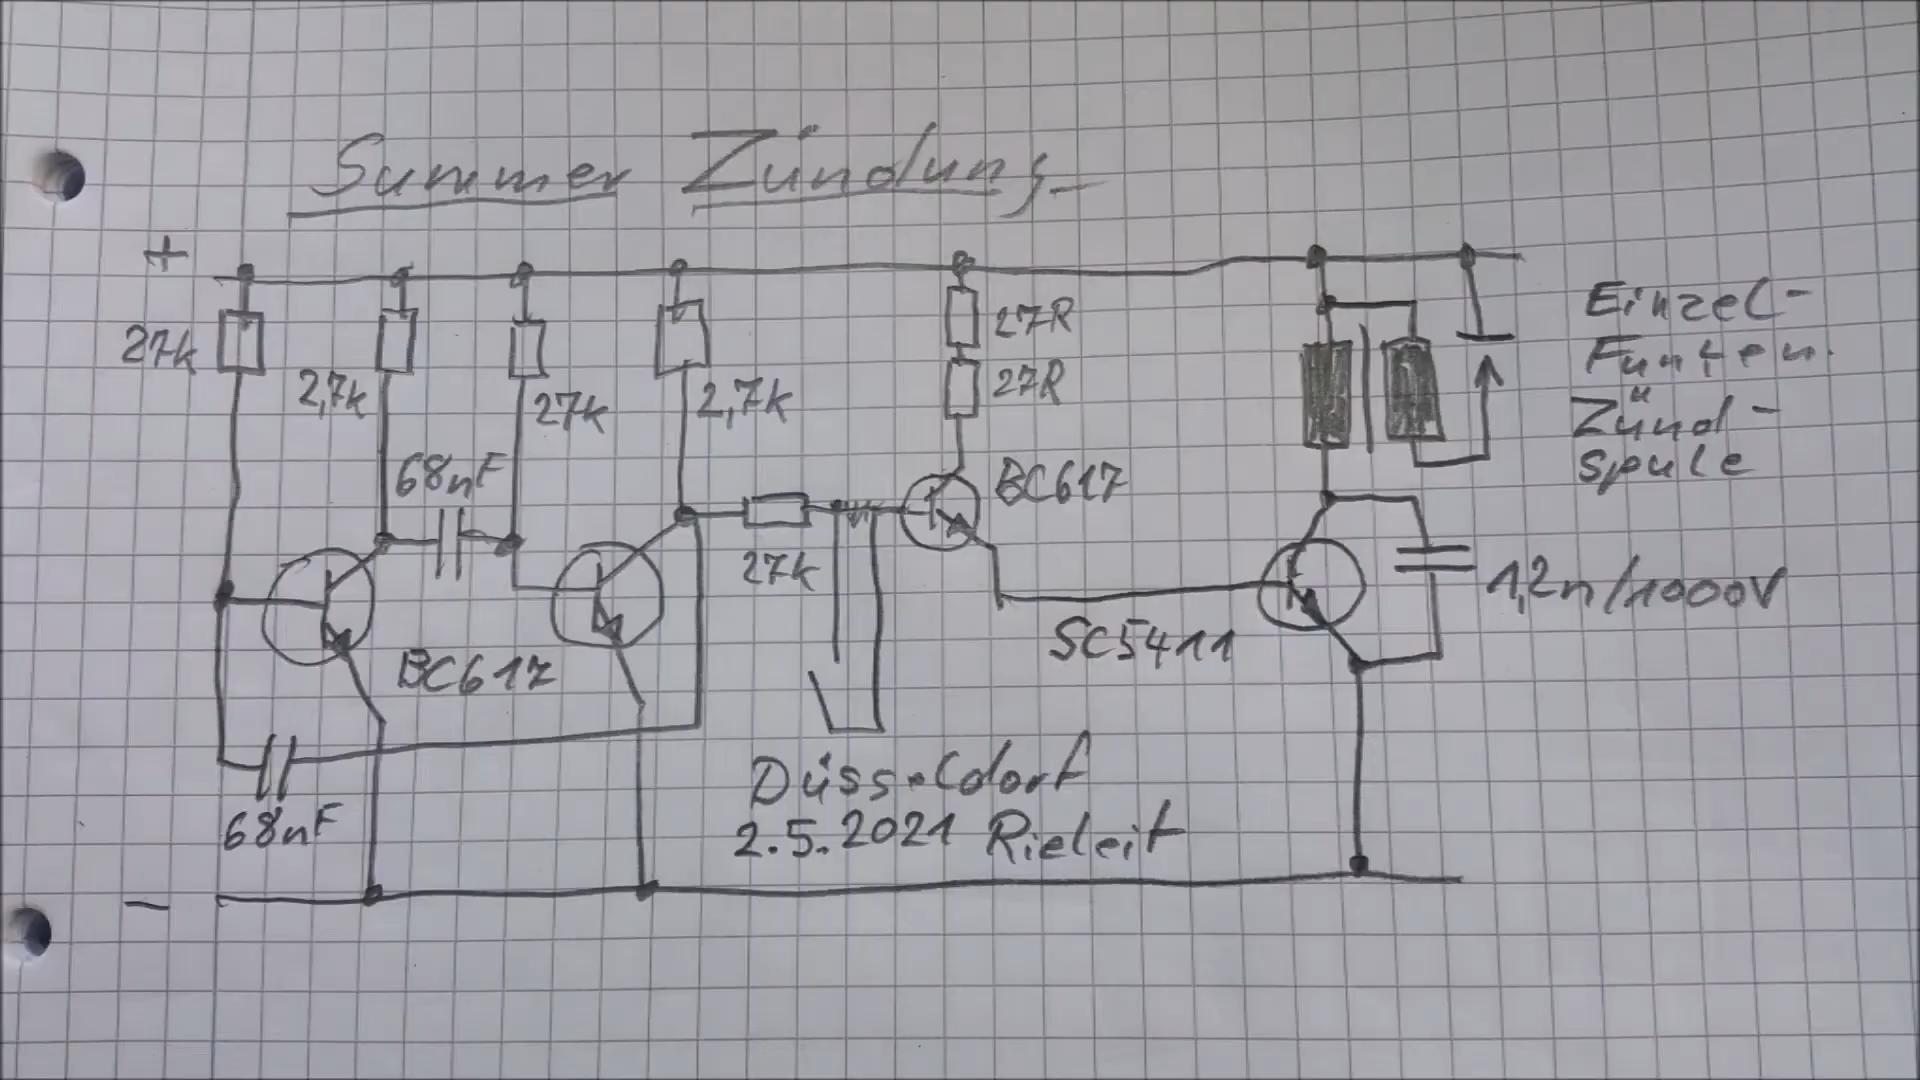 Summer Zündung
+
27k
2,7k
27k
2,7k
27R
27R
Einzel-
Funken
Zünd-
spule
68nF
BC617
27k
1,2n/1000V
SC5411
BC617
Düsseldorf
68nF
2.5.2021 Rieleit
-